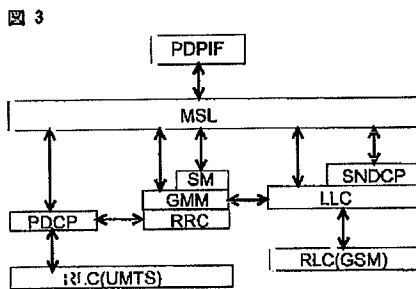 図 3
PDPIF
MSL
SM
SNDCP
GMM
LLC
PDCP
RRC
RLC(GSM)
RLC(UMTS)